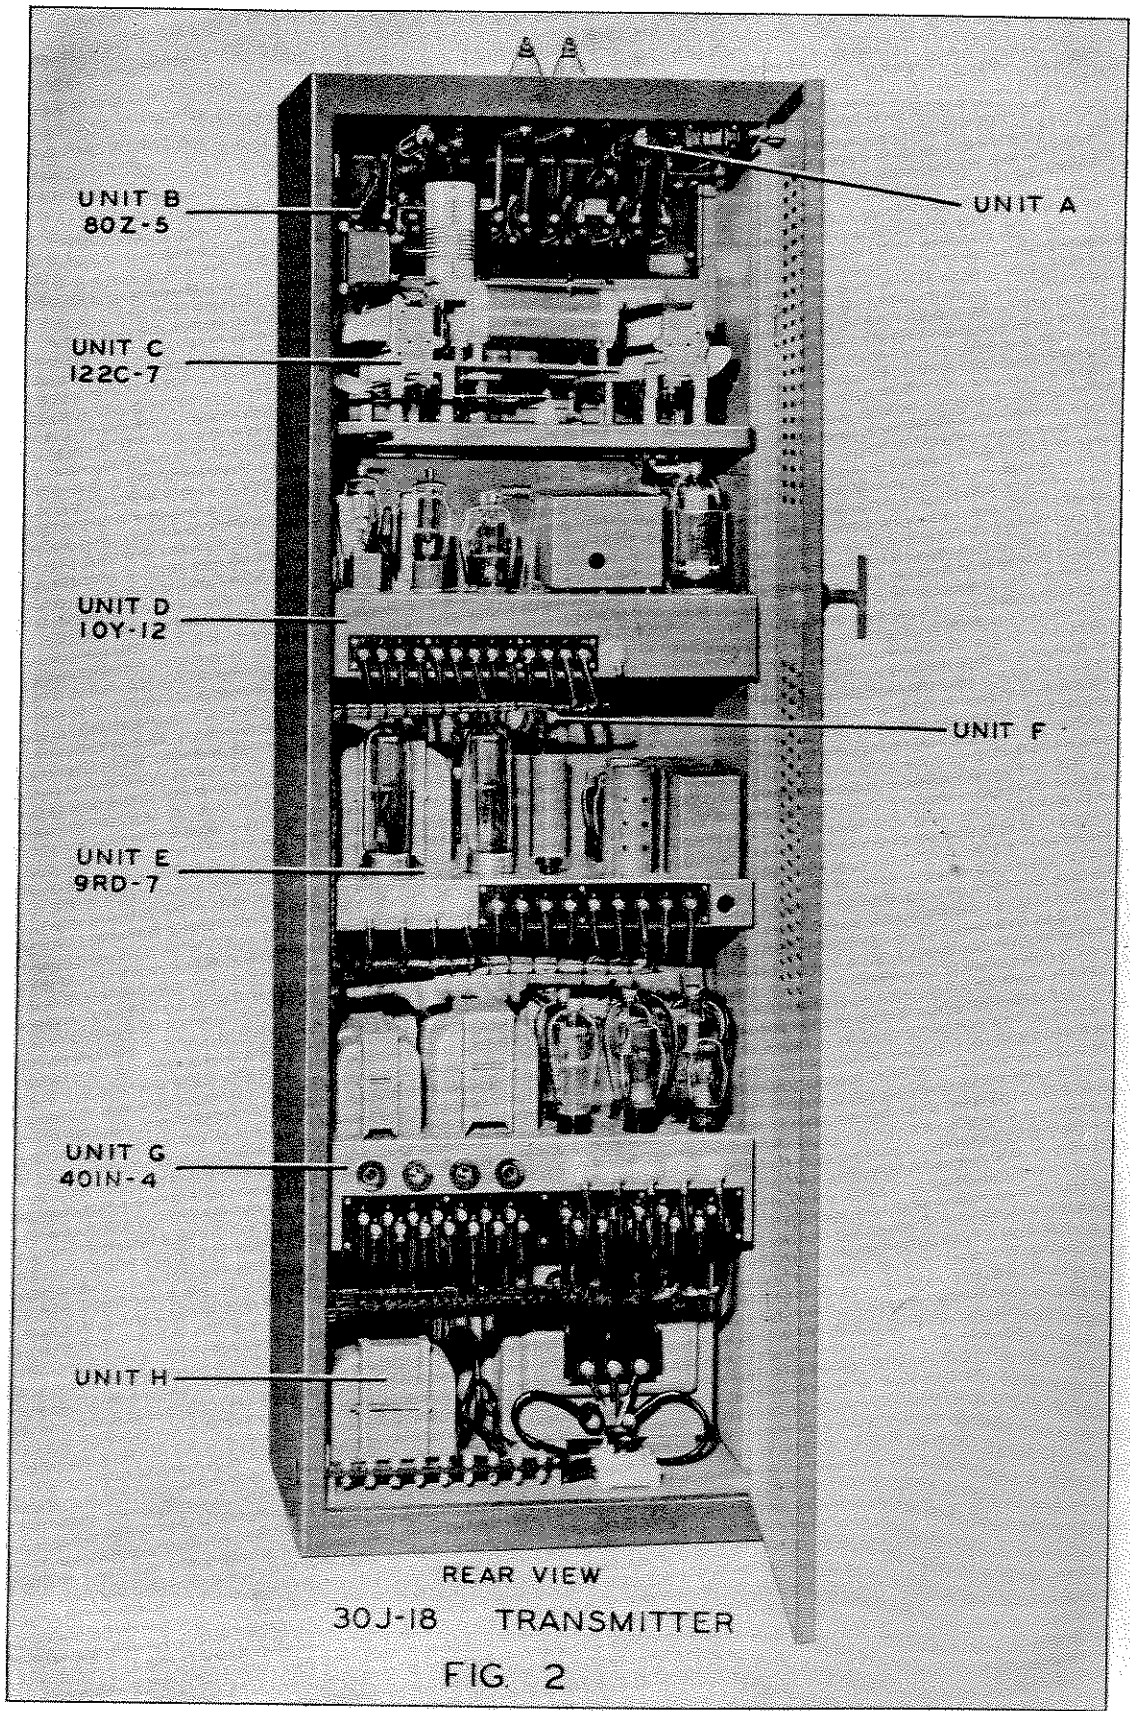 UNIT B
80Z-5
UNIT A
UNIT C
122C-7
UNIT D
10Y-12
UNIT F
UNIT E
9RD-7
UNIT G
401N-4
UNIT H
REAR VIEW
30J-18 TRANSMITTER
FIG. 2